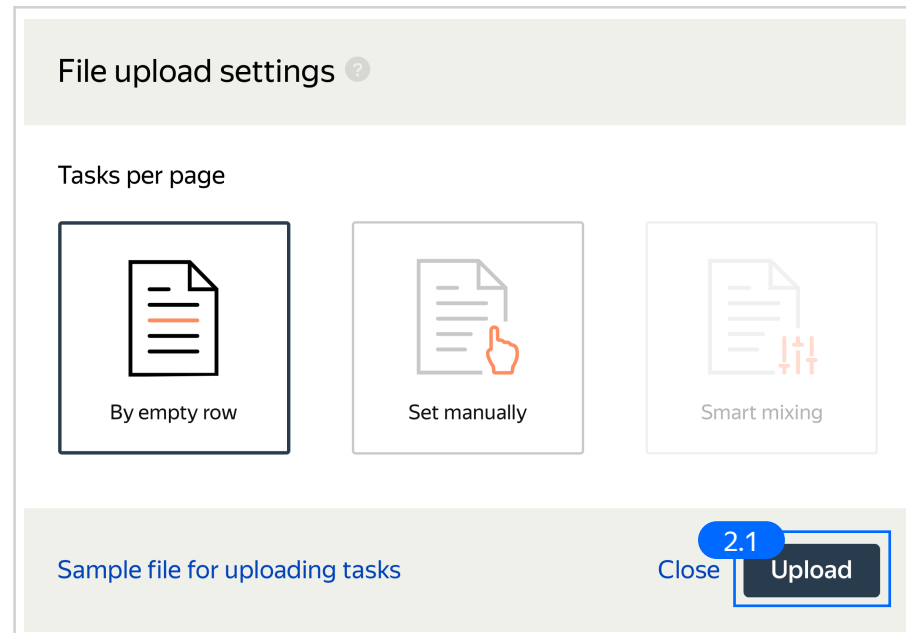 File upload settings ?
Tasks per page
By empty row
Set manually
Smart mixing
2.1
Sample file for uploading tasks
Close
Upload